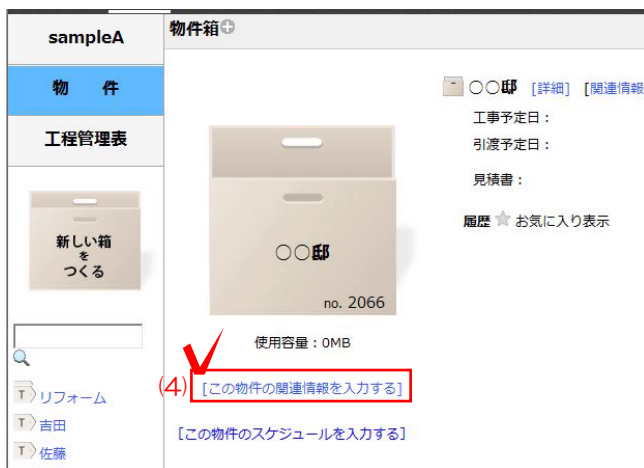 sampleA
物　件
工程管理表
新しい箱
を
つくる
リフォーム
吉田
佐藤
物件箱
○○邸
no. 2066
使用容量：0MB
(4) [この物件の関連情報を入力する]
[この物件のスケジュールを入力する]
○○邸 [詳細] [関連情報
工事予定日：
引渡予定日：
見積書：
履歴 お気に入り表示